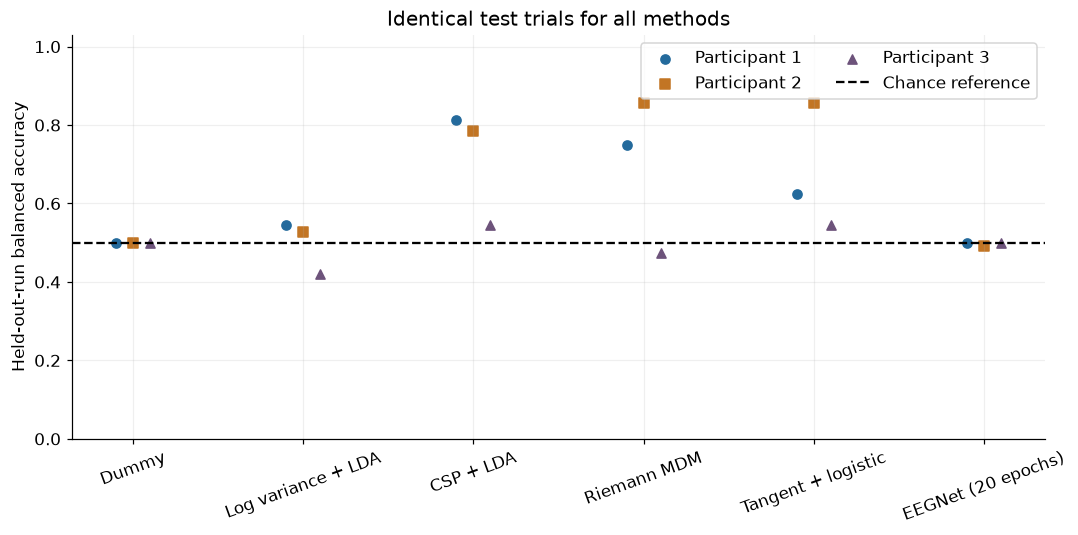 Identical test trials for all methods
Participant 1
Participant 2
Participant 3
Chance reference
Held-out-run balanced accuracy
1.0
0.8
0.6
0.4
0.2
0.0
Dummy
Log variance + LDA
CSP + LDA
Riemann MDM
Tangent + logistic
EEGNet (20 epochs)